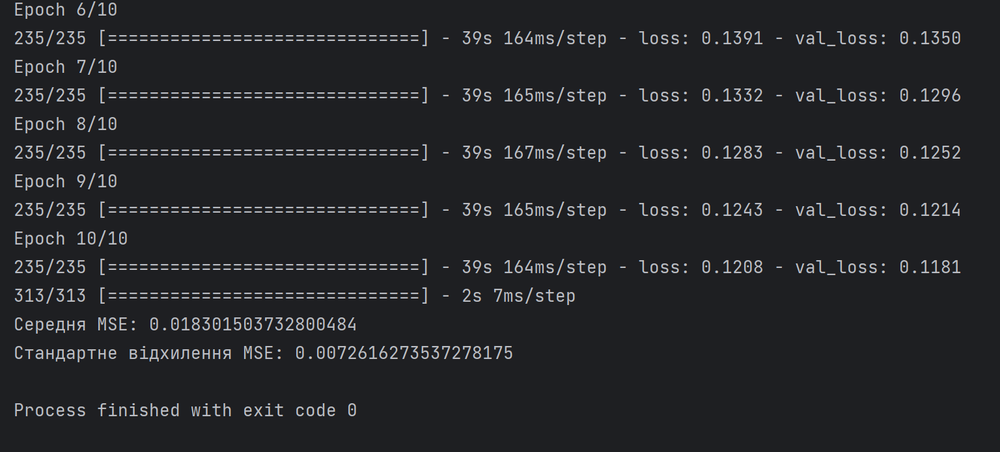 Epoch 6/10
235/235 [==============================] - 39s 164ms/step - loss: 0.1391 - val_loss: 0.1350
Epoch 7/10
235/235 [==============================] - 39s 165ms/step - loss: 0.1332 - val_loss: 0.1296
Epoch 8/10
235/235 [==============================] - 39s 167ms/step - loss: 0.1283 - val_loss: 0.1252
Epoch 9/10
235/235 [==============================] - 39s 165ms/step - loss: 0.1243 - val_loss: 0.1214
Epoch 10/10
235/235 [==============================] - 39s 164ms/step - loss: 0.1208 - val_loss: 0.1181
313/313 [==============================] - 2s 7ms/step
Середня MSE: 0.018301503732800484
Стандартне відхилення MSE: 0.0072616273537278175
Process finished with exit code 0